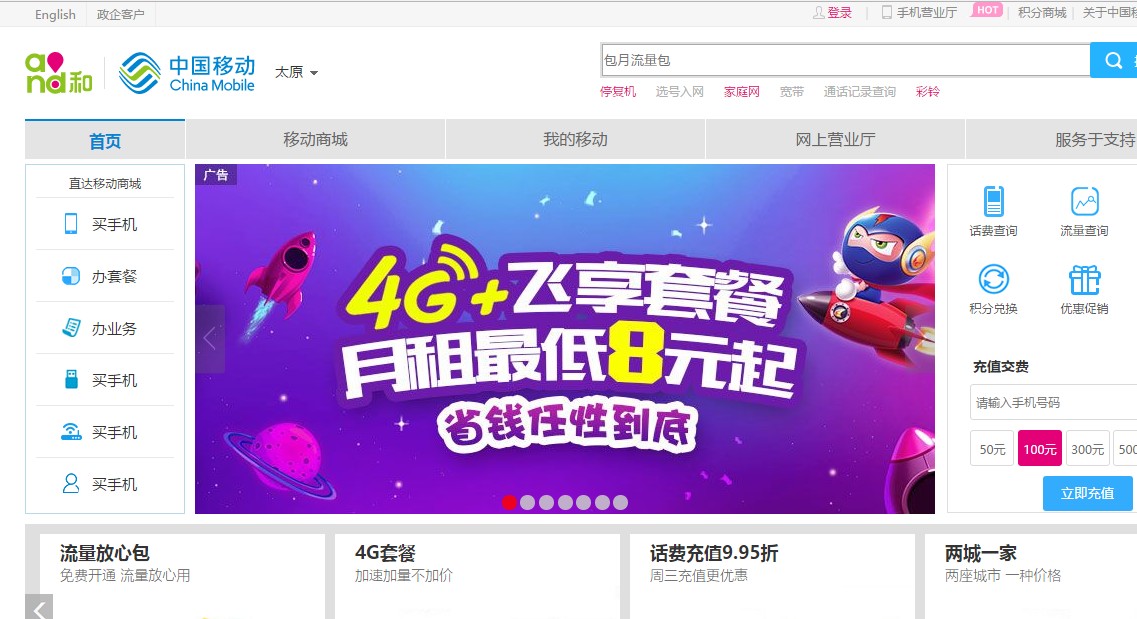 English 政企客户 登录 手机营业厅 HOT 积分商城 关于中国移
and和 中国移动 太原 包月流量包
China Mobile
停复机 选号入网 家庭网 宽带 通话记录查询 彩铃
首页 移动商城 我的移动 网上营业厅 服务于支持
直达移动商城
买手机
办套餐
办业务
买手机
买手机
买手机
广告
4G+飞享套餐
月租最低8元起
省钱任性到底
话费查询 流量查询
积分兑换 优惠促销
充值交费
请输入手机号码
50元 100元 300元 500
立即充值
流量放心包
免费开通 流量放心用
4G套餐
加速加量不加价
话费充值9.95折
周三充值更优惠
两城一家
两座城市 一种价格